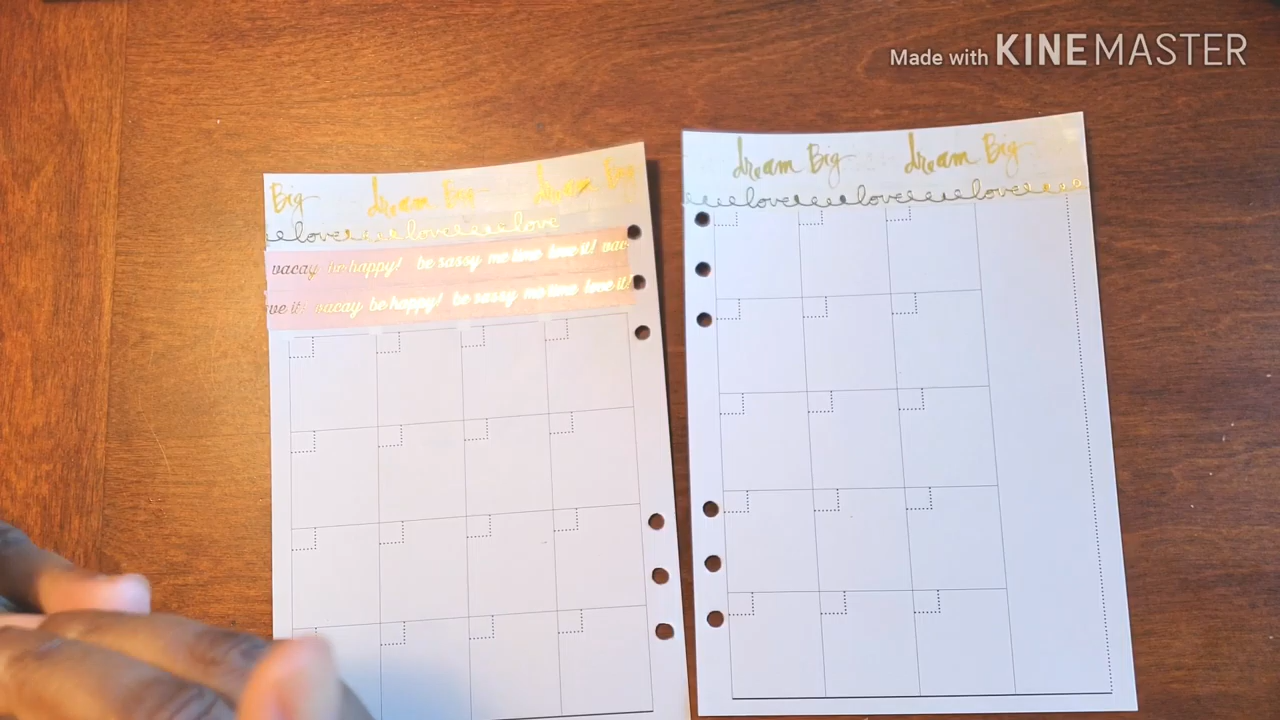 Made with KINEMASTER
Big dream Big dream Big
love love love
vacay be happy! be sassy me time love it! vac
ve it! vacay be happy! be sassy me time love it!
dream Big dream Big
love love love